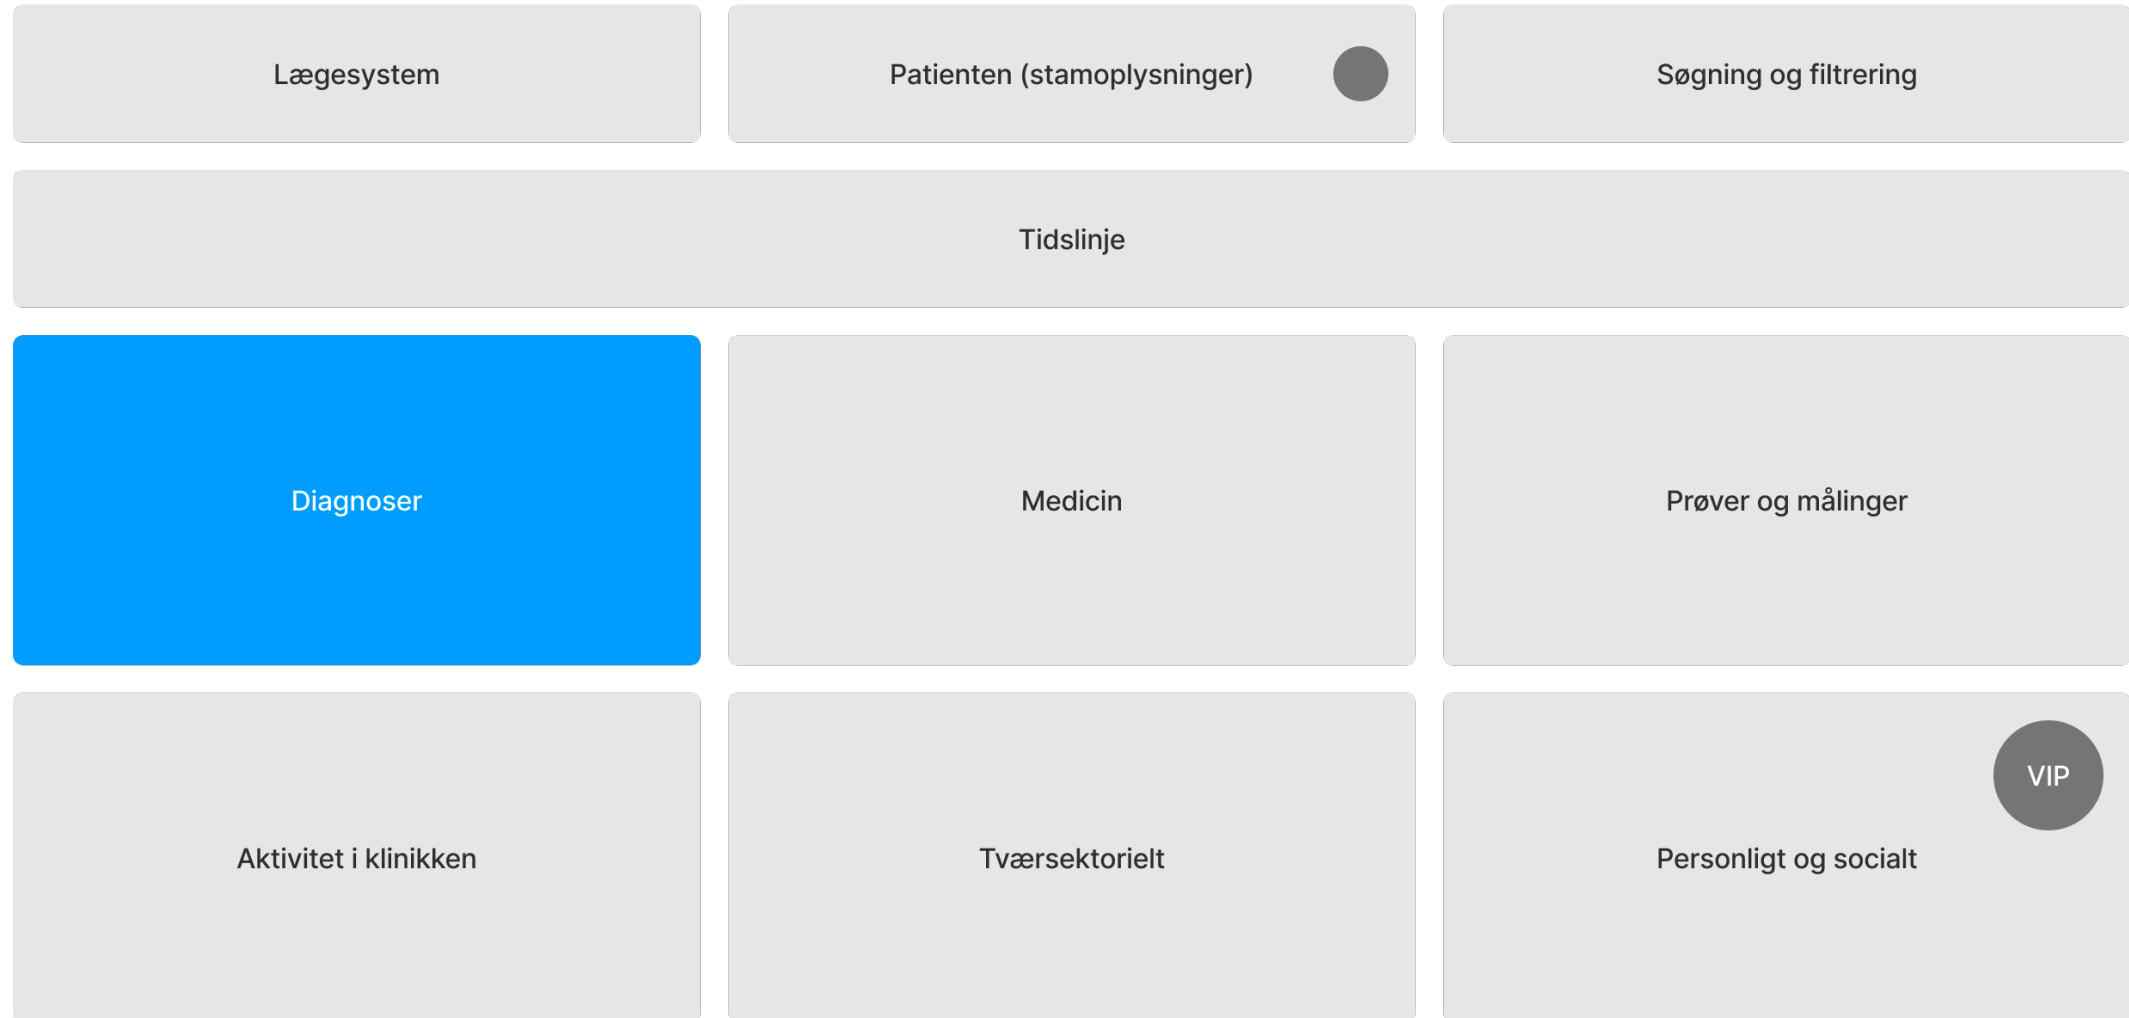 Lægesystem
Patienten (stamoplysninger)
Søgning og filtrering
Tidslinje
Diagnoser
Medicin
Prøver og målinger
Aktivitet i klinikken
Tværsektorielt
VIP
Personligt og socialt